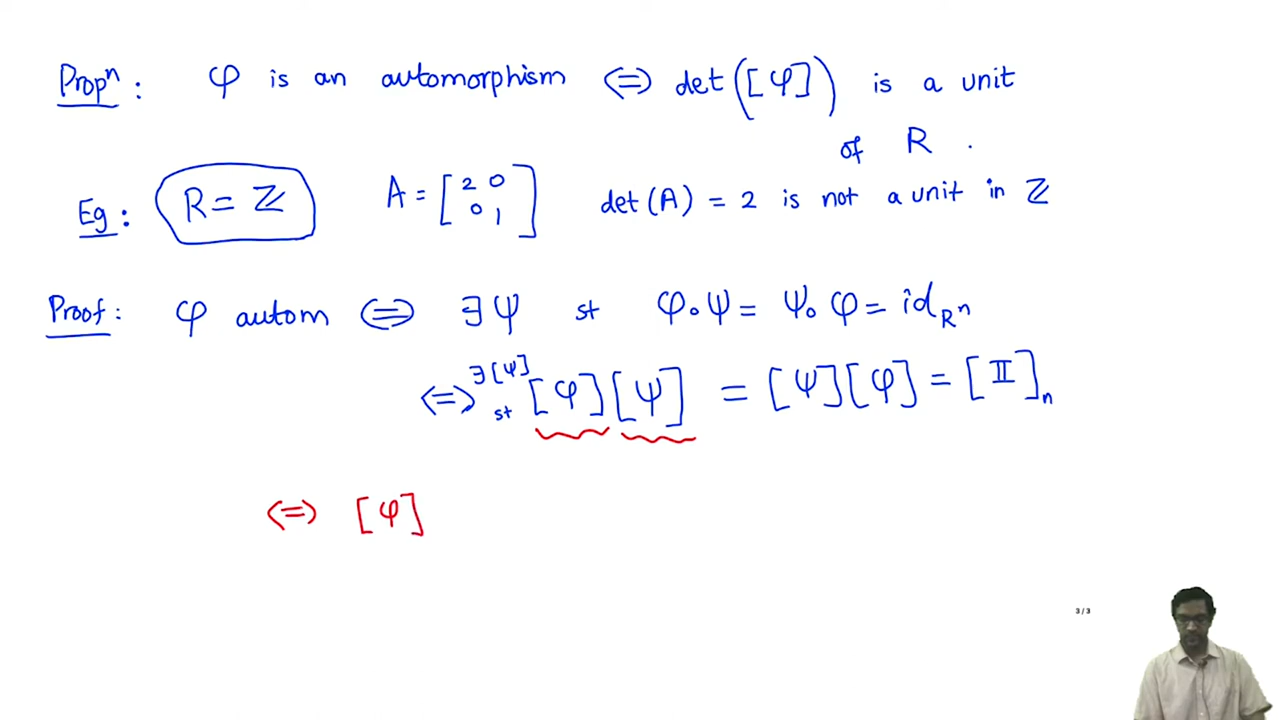 Propⁿ : φ is an automorphism ⇔ det([φ]) is a unit
of R .
Eg : R = ℤ A = [2 0 0 1] det(A) = 2 is not a unit in ℤ
Proof : φ autom ⇔ ∃ψ st φ∘ψ = ψ∘φ = id_Rⁿ
⇔ ∃[ψ] st [φ][ψ] = [ψ][φ] = [𝕀]ₙ
⇔ [φ]
3/3